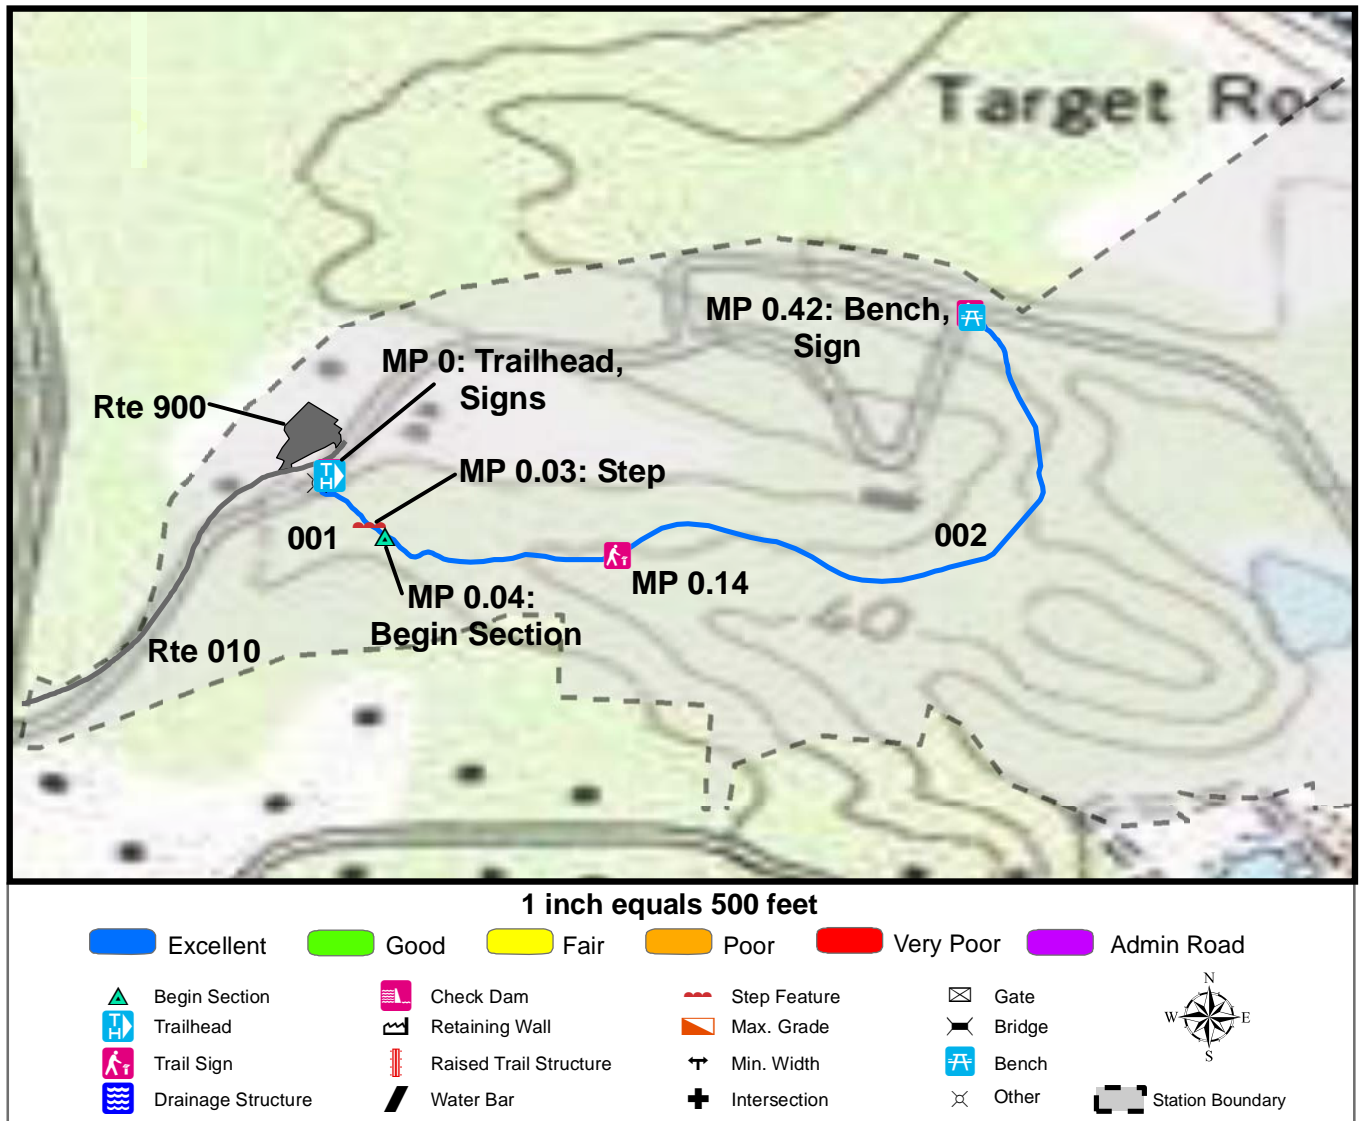 Target Roc
MP 0.42: Bench,
Sign
MP 0: Trailhead,
Signs
Rte 900
MP 0.03: Step
001
002
MP 0.14
MP 0.04:
Begin Section
60
Rte 010
1 inch equals 500 feet
Excellent
Good
Fair
Poor
Very Poor
Admin Road
Begin Section
Check Dam
Step Feature
Gate
TH
Trailhead
Retaining Wall
Max. Grade
Bridge
Trail Sign
Raised Trail Structure
Min. Width
Bench
Drainage Structure
Water Bar
Intersection
Other
Station Boundary
N
W E
S